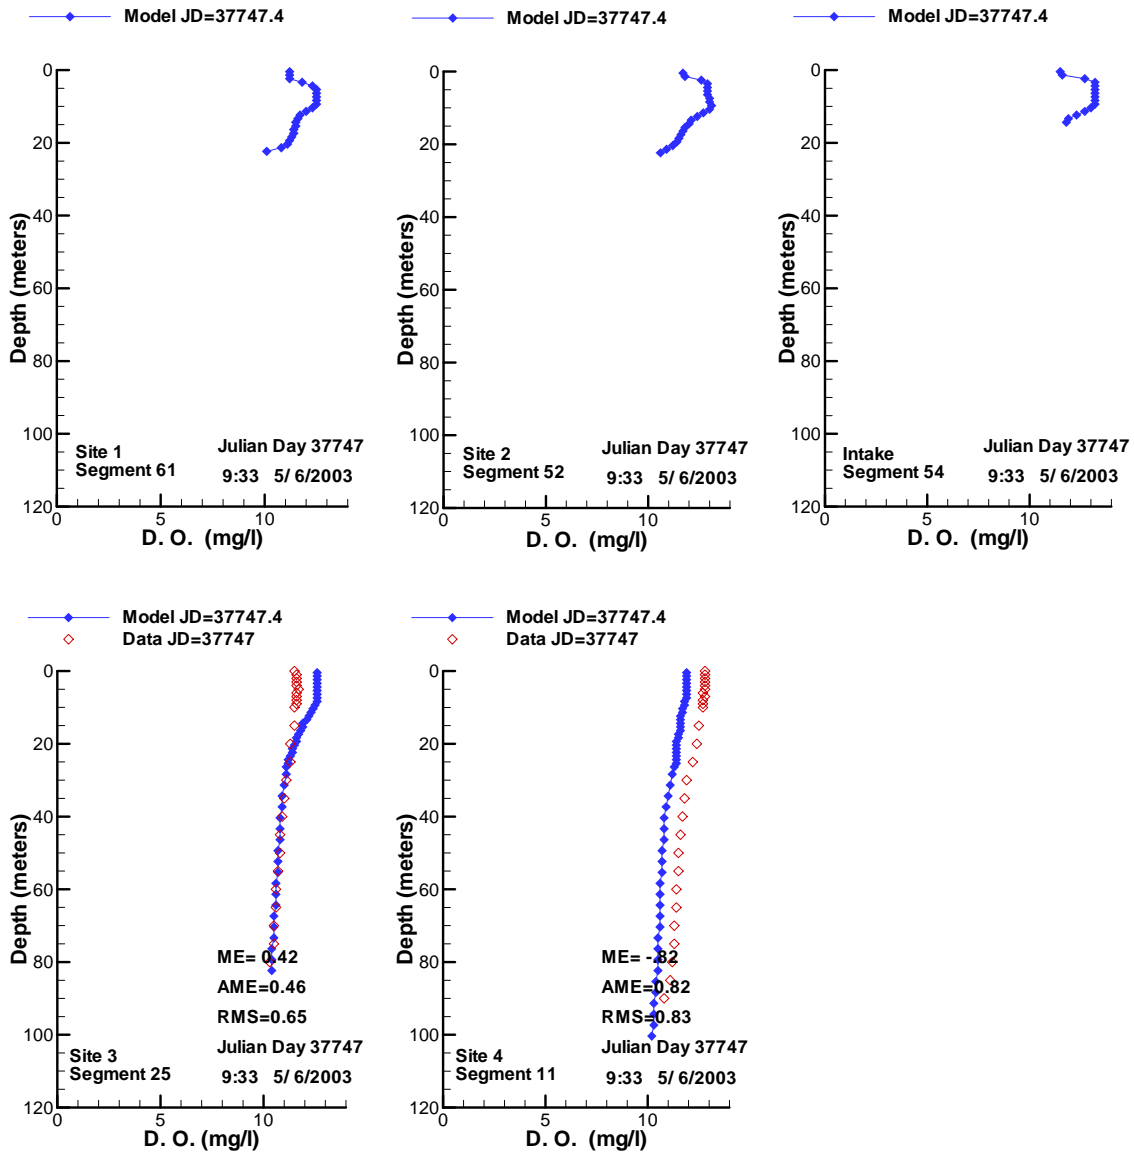 Model JD=37747.4
0
20
40
60
80
100
120
Depth (meters)
Site 1
Segment 61
Julian Day 37747
9:33 5/ 6/2003
0 5 10
D. O. (mg/l)
Model JD=37747.4
0
20
40
60
80
100
120
Depth (meters)
Site 2
Segment 52
Julian Day 37747
9:33 5/ 6/2003
0 5 10
D. O. (mg/l)
Model JD=37747.4
0
20
40
60
80
100
120
Depth (meters)
Intake
Segment 54
Julian Day 37747
9:33 5/ 6/2003
0 5 10
D. O. (mg/l)
Model JD=37747.4
Data JD=37747
0
20
40
60
80
100
120
Depth (meters)
ME= 0.42
AME=0.46
RMS=0.65
Site 3
Segment 25
Julian Day 37747
9:33 5/ 6/2003
0 10
D. O. (mg/l)
Model JD=37747.4
Data JD=37747
0
20
40
60
80
100
120
Depth (meters)
ME= -.82
AME=0.82
RMS=0.83
Site 4
Segment 11
Julian Day 37747
9:33 5/ 6/2003
0 5 10
D. O. (mg/l)